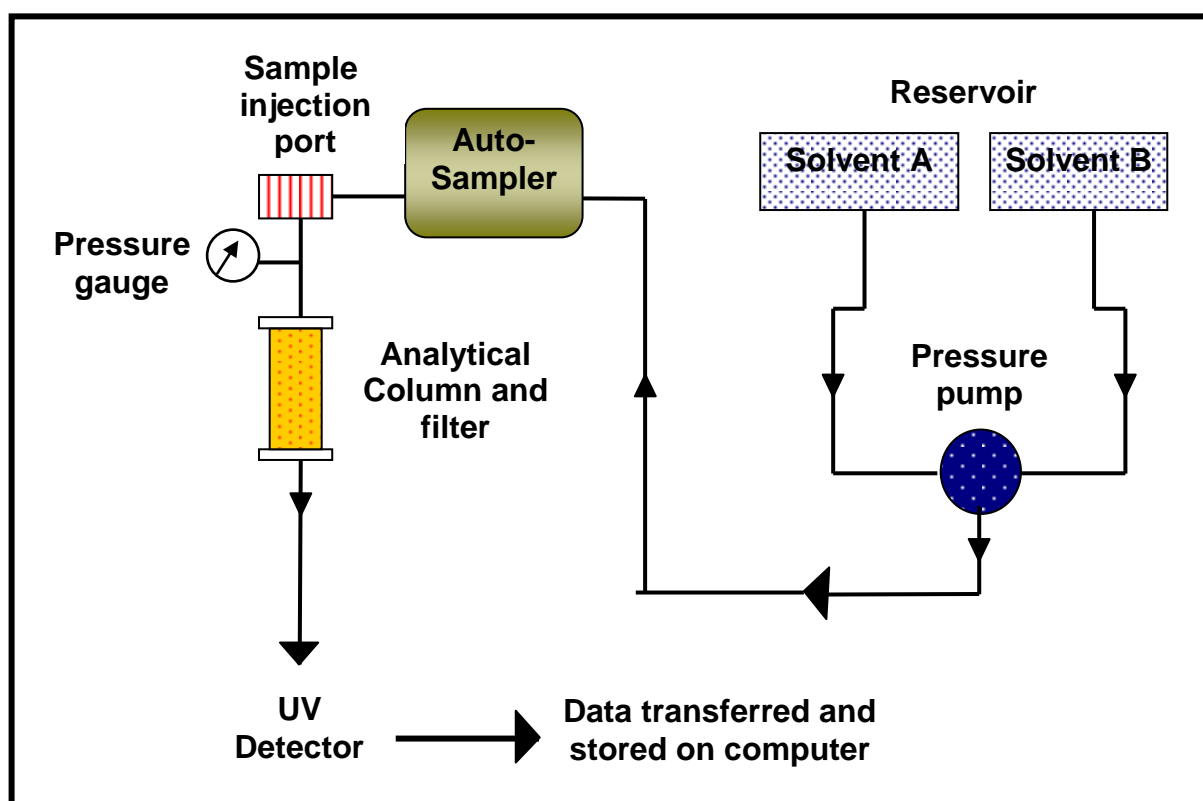 Sample
injection
port
Auto-
Sampler
Reservoir
Solvent A
Solvent B
Pressure
gauge
Analytical
Column and
filter
Pressure
pump
UV
Detector
Data transferred and
stored on computer